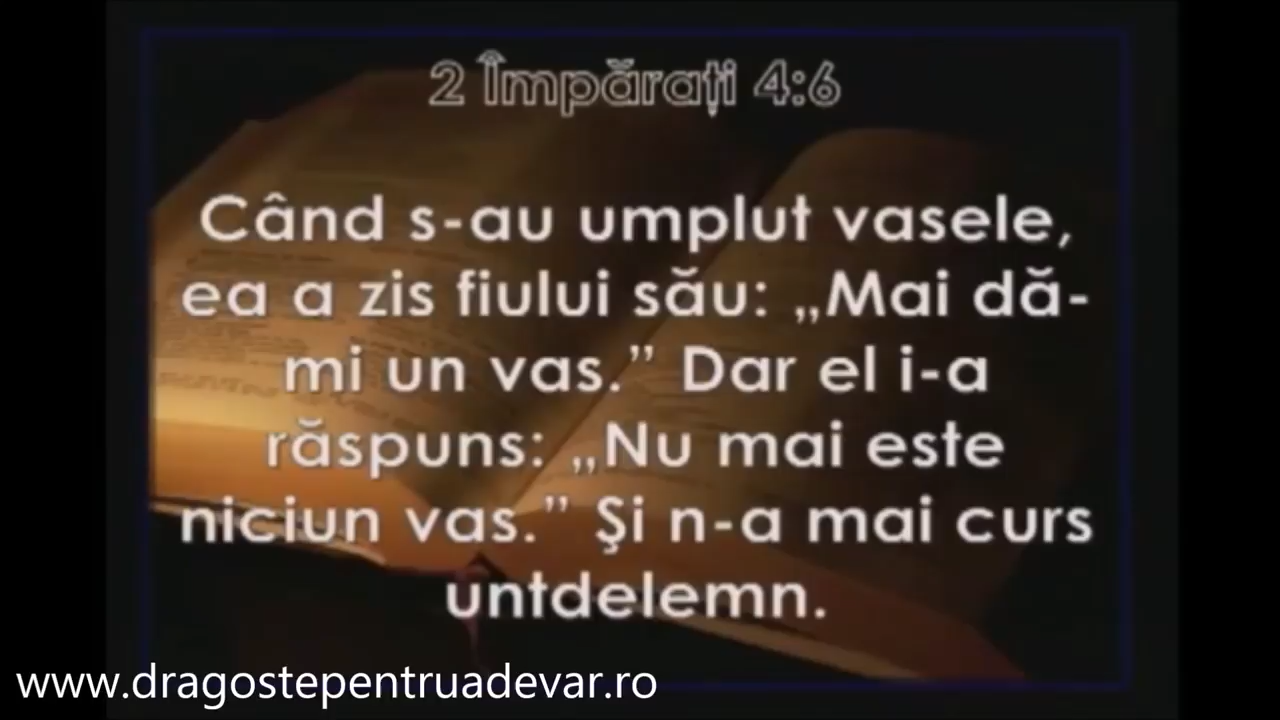 2 Împărați 4:6
Când s-au umplut vasele,
ea a zis fiului său: „Mai dă-
mi un vas.” Dar el i-a
răspuns: „Nu mai este
niciun vas.” Şi n-a mai curs
untdelemn.
www.dragostepentruadevar.ro